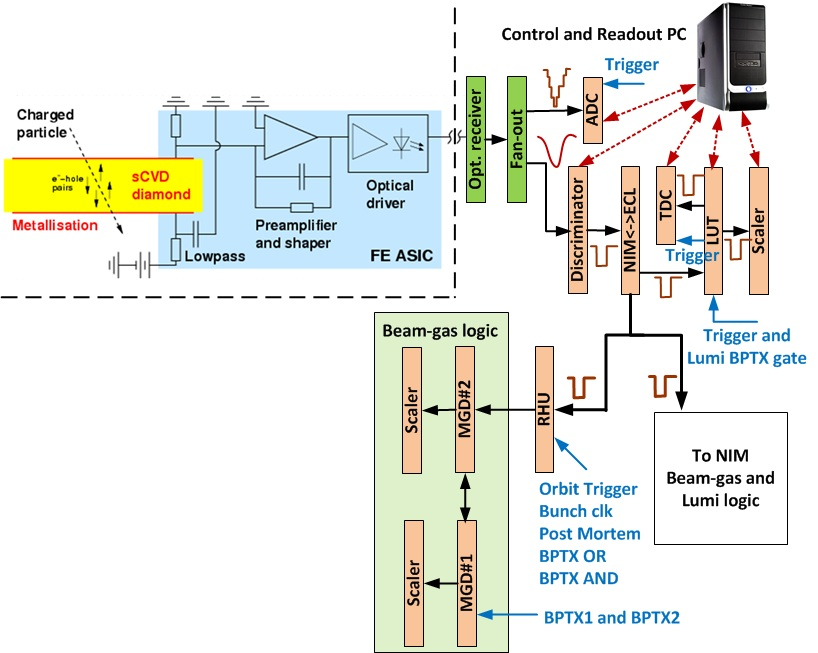 Control and Readout PC
Trigger
Charged
particle
e⁻–hole
pairs
sCVD
diamond
Metallisation
Lowpass
Preamplifier
and shaper
Optical
driver
FE ASIC
Opt. receiver
Fan-out
ADC
Discriminator
NIM<->ECL
TDC
LUT
Scaler
Trigger
Trigger and
Lumi BPTX gate
Beam-gas logic
Scaler
MGD#2
RHU
To NIM
Beam-gas and
Lumi logic
Orbit Trigger
Bunch clk
Post Mortem
BPTX OR
BPTX AND
Scaler
MGD#1
BPTX1 and BPTX2